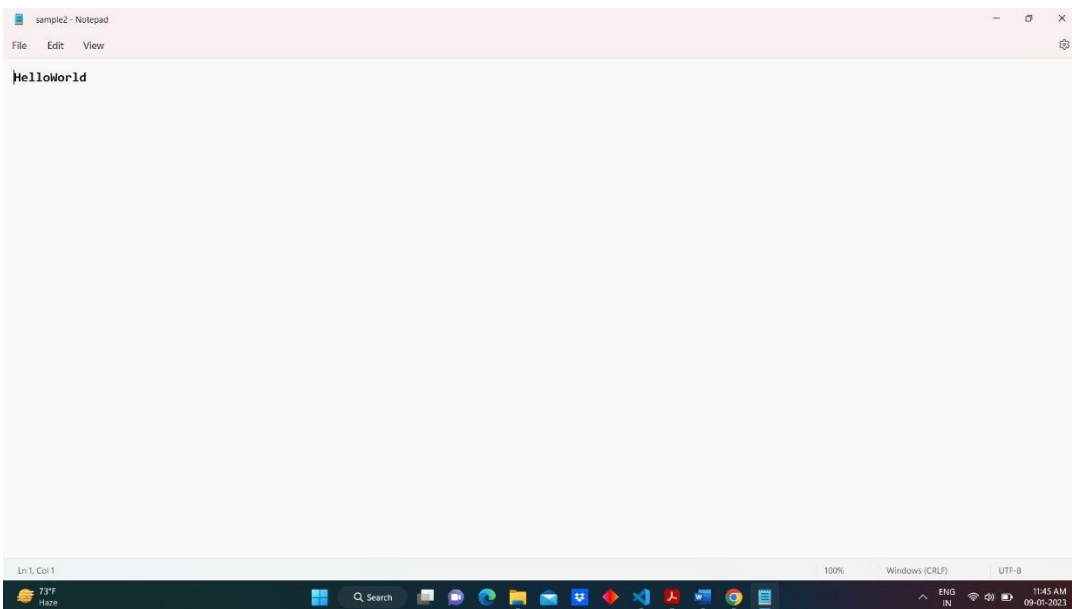 sample2 - Notepad
File Edit View
HelloWorld
Ln 1, Col 1 100% Windows (CRLF) UTF-8
73°F
Haze
Search
ENG
IN
11:45 AM
09-01-2023